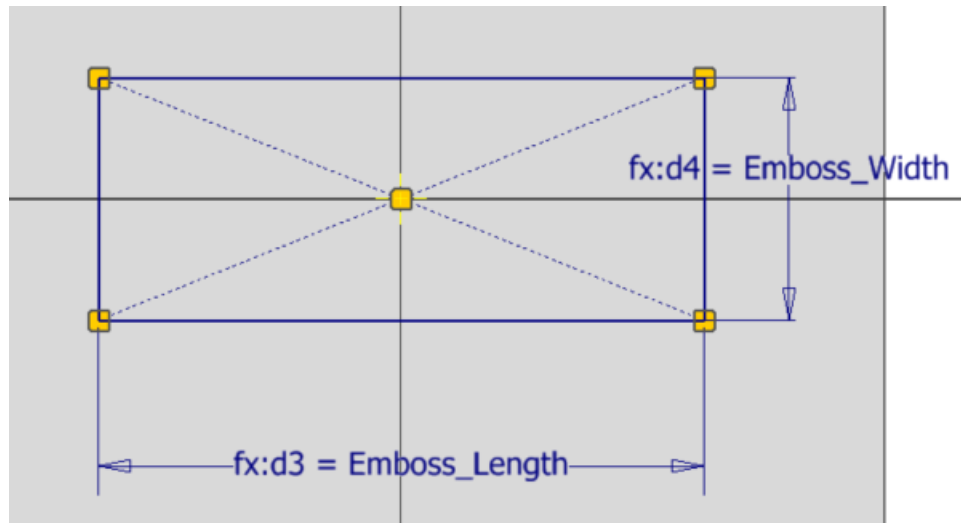 fx:d4 = Emboss_Width
fx:d3 = Emboss_Length